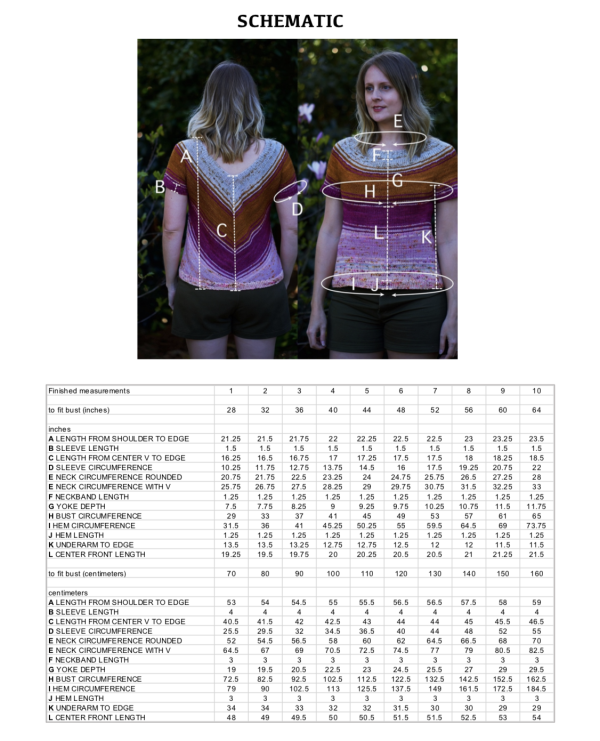 SCHEMATIC
E
A
F
G
B
H
D
C
L
K
I
J
Finished measurements 1 2 3 4 5 6 7 8 9 10
to fit bust (inches) 28 32 36 40 44 48 52 56 60 64
inches
A LENGTH FROM SHOULDER TO EDGE 21.25 21.5 21.75 22 22.25 22.5 22.5 23 23.25 23.5
B SLEEVE LENGTH 1.5 1.5 1.5 1.5 1.5 1.5 1.5 1.5 1.5 1.5
C LENGTH FROM CENTER V TO EDGE 16.25 16.5 16.75 17 17.25 17.5 17.5 18 18.25 18.5
D SLEEVE CIRCUMFERENCE 10.25 11.75 12.75 13.75 14.5 16 17.5 19.25 20.75 22
E NECK CIRCUMFERENCE ROUNDED 20.75 21.75 22.5 23.25 24 24.75 25.75 26.5 27.25 28
E NECK CIRCUMFERENCE WITH V 25.75 26.75 27.5 28.25 29 29.75 30.75 31.5 32.25 33
F NECKBAND LENGTH 1.25 1.25 1.25 1.25 1.25 1.25 1.25 1.25 1.25 1.25
G YOKE DEPTH 7.5 7.75 8.25 9 9.25 9.75 10.25 10.75 11.5 11.75
H BUST CIRCUMFERENCE 29 33 37 41 45 49 53 57 61 65
I HEM CIRCUMFERENCE 31.5 36 41 45.25 50.25 55 59.5 64.5 69 73.75
J HEM LENGTH 1.25 1.25 1.25 1.25 1.25 1.25 1.25 1.25 1.25 1.25
K UNDERARM TO EDGE 13.5 13.5 13.25 12.75 12.75 12.5 12 12 11.5 11.5
L CENTER FRONT LENGTH 19.25 19.5 19.75 20 20.25 20.5 20.5 21 21.25 21.5
to fit bust (centimeters) 70 80 90 100 110 120 130 140 150 160
centimeters
A LENGTH FROM SHOULDER TO EDGE 53 54 54.5 55 55.5 56.5 56.5 57.5 58 59
B SLEEVE LENGTH 4 4 4 4 4 4 4 4 4 4
C LENGTH FROM CENTER V TO EDGE 40.5 41.5 42 42.5 43 44 44 45 45.5 46.5
D SLEEVE CIRCUMFERENCE 25.5 29.5 32 34.5 36.5 40 44 48 52 55
E NECK CIRCUMFERENCE ROUNDED 52 54.5 56.5 58 60 62 64.5 66.5 68 70
E NECK CIRCUMFERENCE WITH V 64.5 67 69 70.5 72.5 74.5 77 79 80.5 82.5
F NECKBAND LENGTH 3 3 3 3 3 3 3 3 3 3
G YOKE DEPTH 19 19.5 20.5 22.5 23 24.5 25.5 27 29 29.5
H BUST CIRCUMFERENCE 72.5 82.5 92.5 102.5 112.5 122.5 132.5 142.5 152.5 162.5
I HEM CIRCUMFERENCE 79 90 102.5 113 125.5 137.5 149 161.5 172.5 184.5
J HEM LENGTH 3 3 3 3 3 3 3 3 3 3
K UNDERARM TO EDGE 34 34 33 32 32 31.5 30 30 29 29
L CENTER FRONT LENGTH 48 49 49.5 50 50.5 51.5 51.5 52.5 53 54